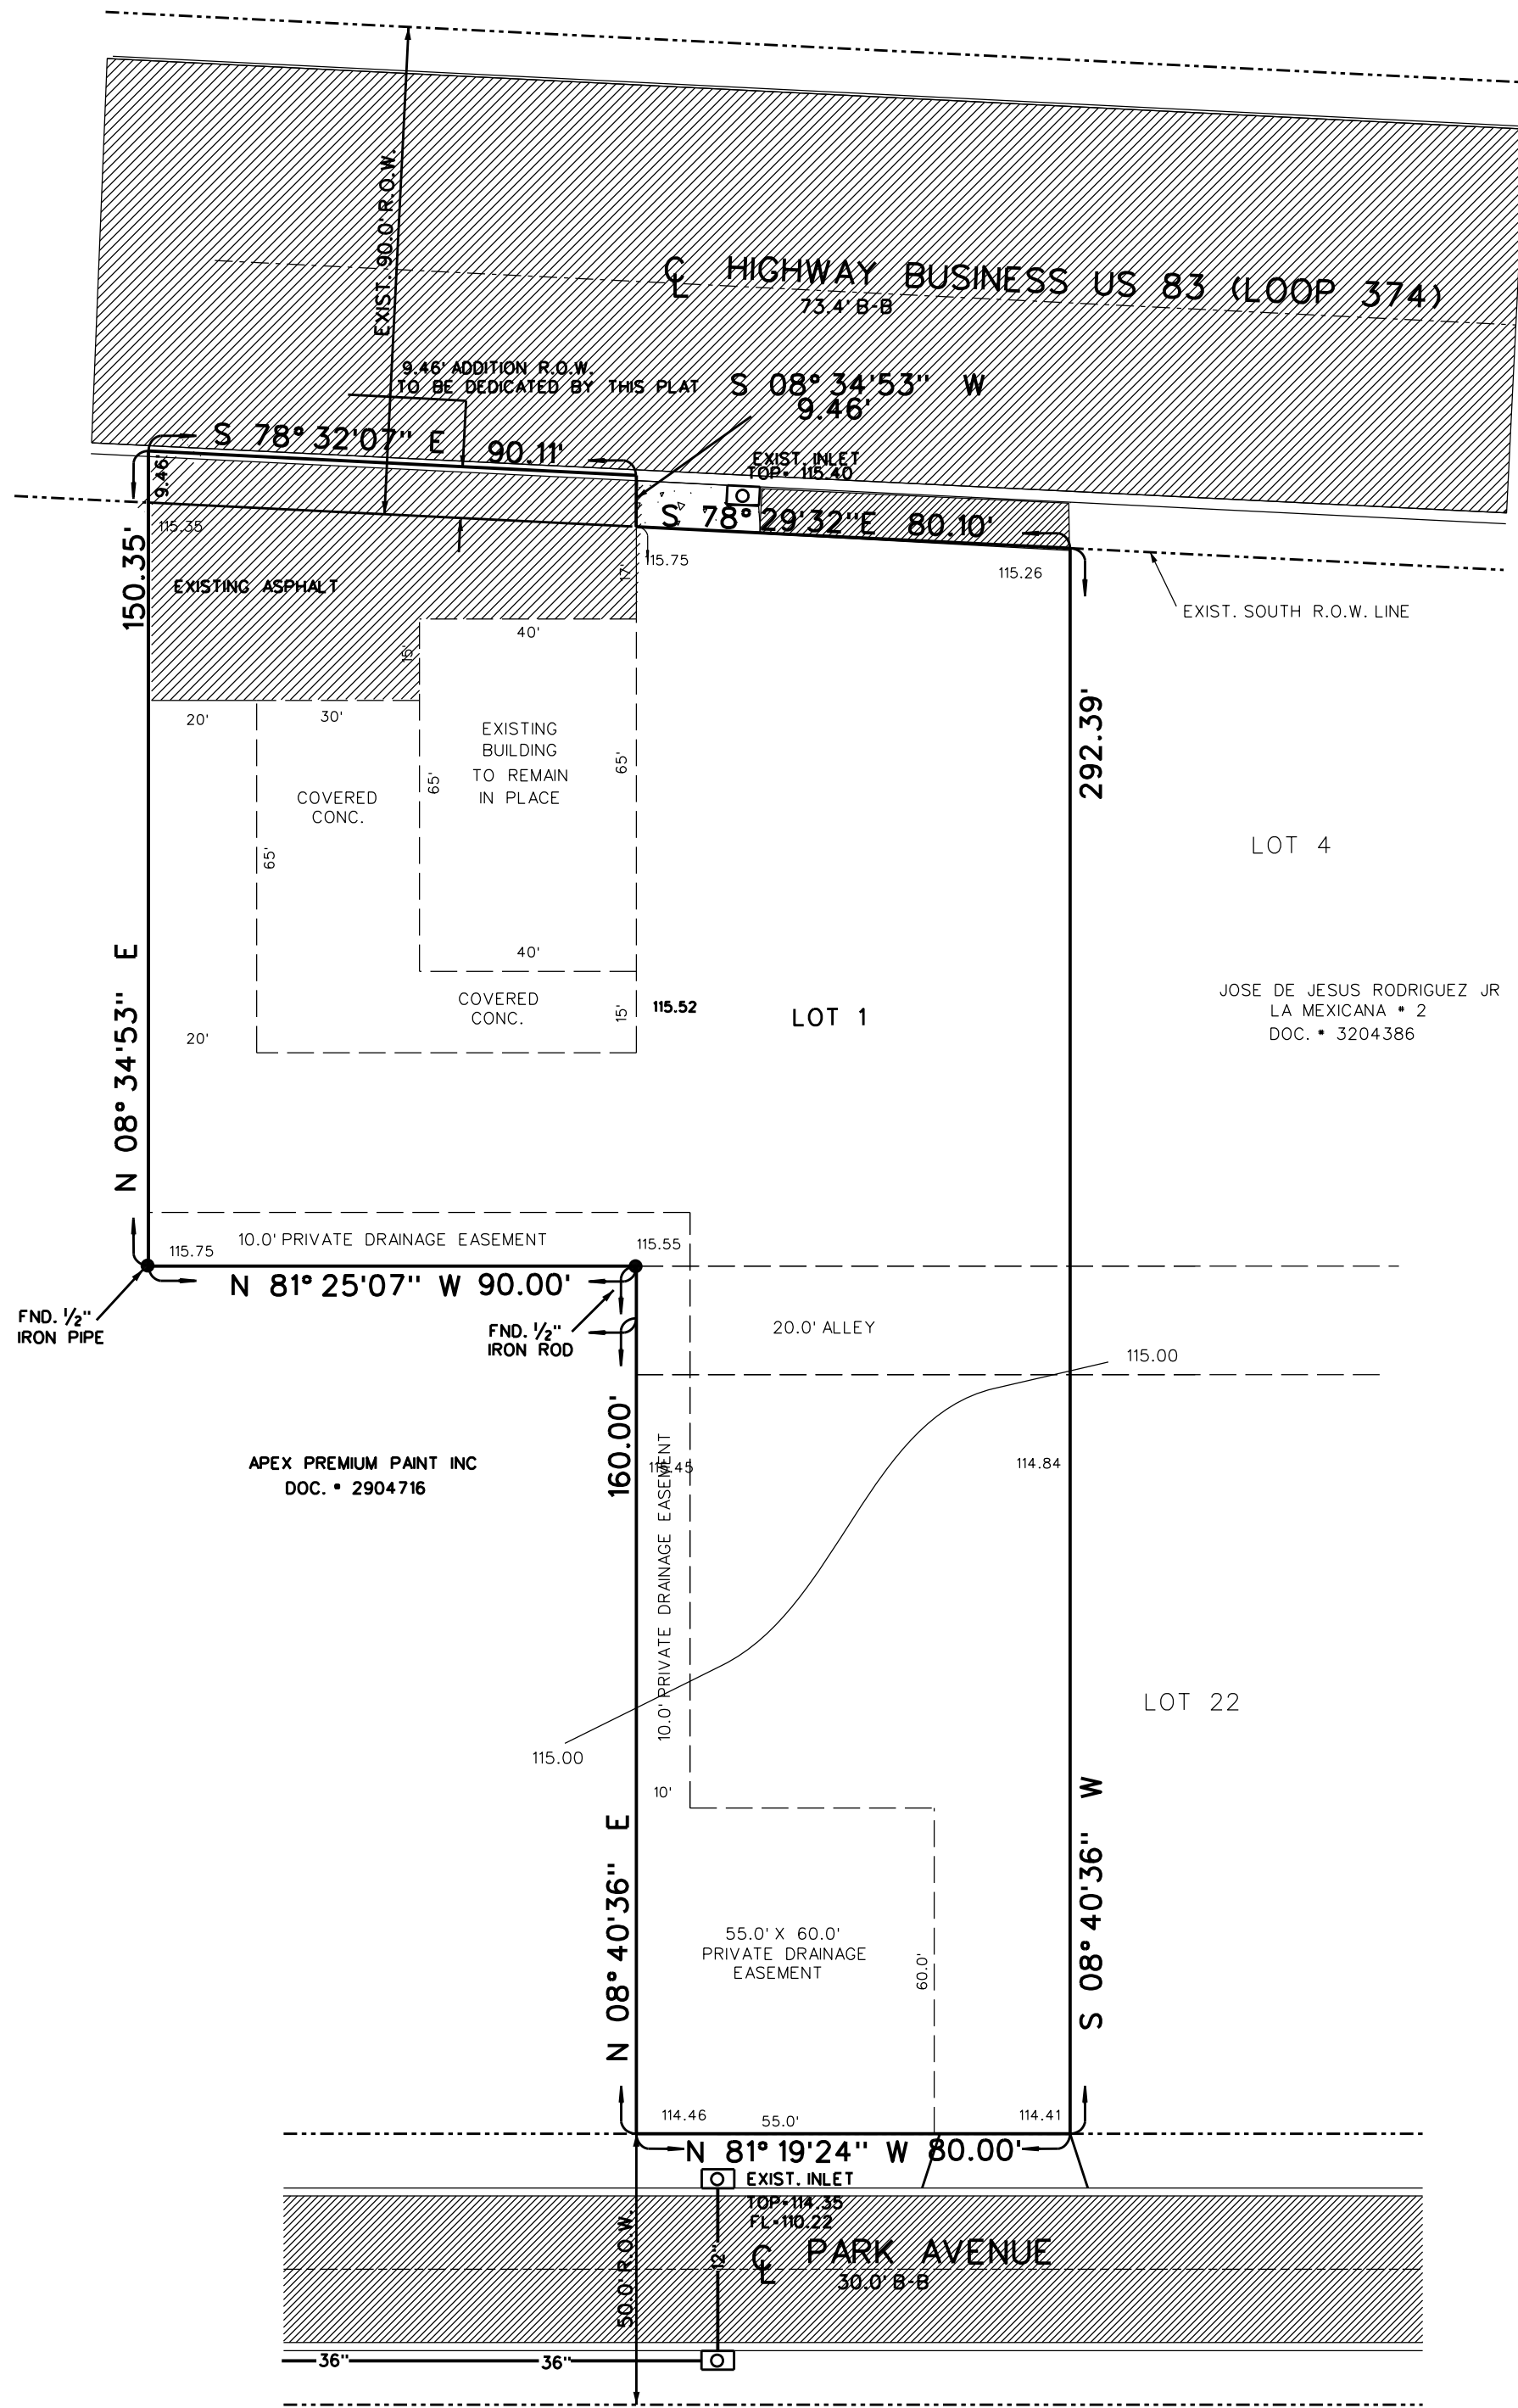 EXIST. 90.0' R.O.W.
℄ HIGHWAY BUSINESS US 83 (LOOP 374)
73.4' B-B
9.46' ADDITION R.O.W.
TO BE DEDICATED BY THIS PLAT
S 08° 34'53" W
9.46'
S 78° 32'07" E 90.11'
9.46'
EXIST. INLET
TOP= 115.40
S 78° 29'32"E 80.10'
115.35
115.75
17'
115.26
150.35'
EXISTING ASPHALT
EXIST. SOUTH R.O.W. LINE
40'
15'
20'
30'
EXISTING
BUILDING
TO REMAIN
IN PLACE
65'
65'
292.39'
COVERED
CONC.
65'
LOT 4
40'
N 08° 34'53" E
COVERED
CONC.
15'
115.52
LOT 1
JOSE DE JESUS RODRIGUEZ JR
LA MEXICANA # 2
DOC. # 3204386
20'
10.0' PRIVATE DRAINAGE EASEMENT
115.75
115.55
N 81° 25'07" W 90.00'
FND. 1/2"
IRON PIPE
FND. 1/2"
IRON ROD
20.0' ALLEY
115.00
160.00'
APEX PREMIUM PAINT INC
DOC. # 2904716
115.45
114.84
10.0' PRIVATE DRAINAGE EASEMENT
LOT 22
115.00
10'
N 08° 40'36" E
S 08° 40'36" W
55.0' X 60.0'
PRIVATE DRAINAGE
EASEMENT
60.0'
114.46
55.0'
114.41
N 81° 19'24" W 80.00'
EXIST. INLET
TOP=114.35
FL=110.22
50.0' R.O.W.
12"
℄ PARK AVENUE
30.0' B-B
36"
36"